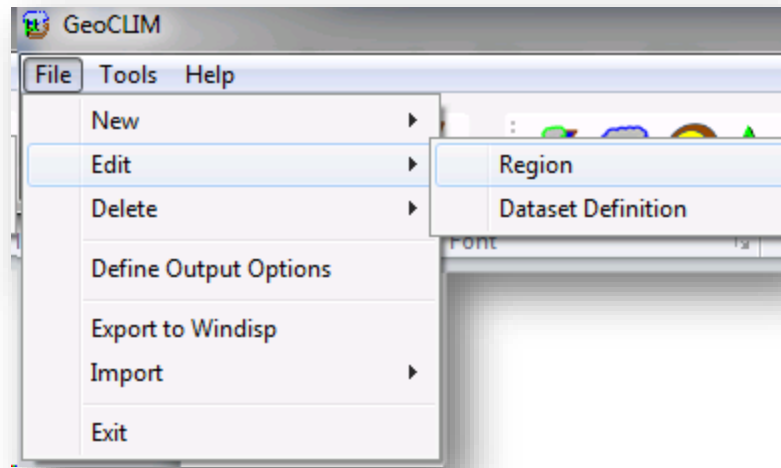 GeoCLIM
File Tools Help
New
Edit
Region
Delete
Dataset Definition
Font
Define Output Options
Export to Windisp
Import
Exit